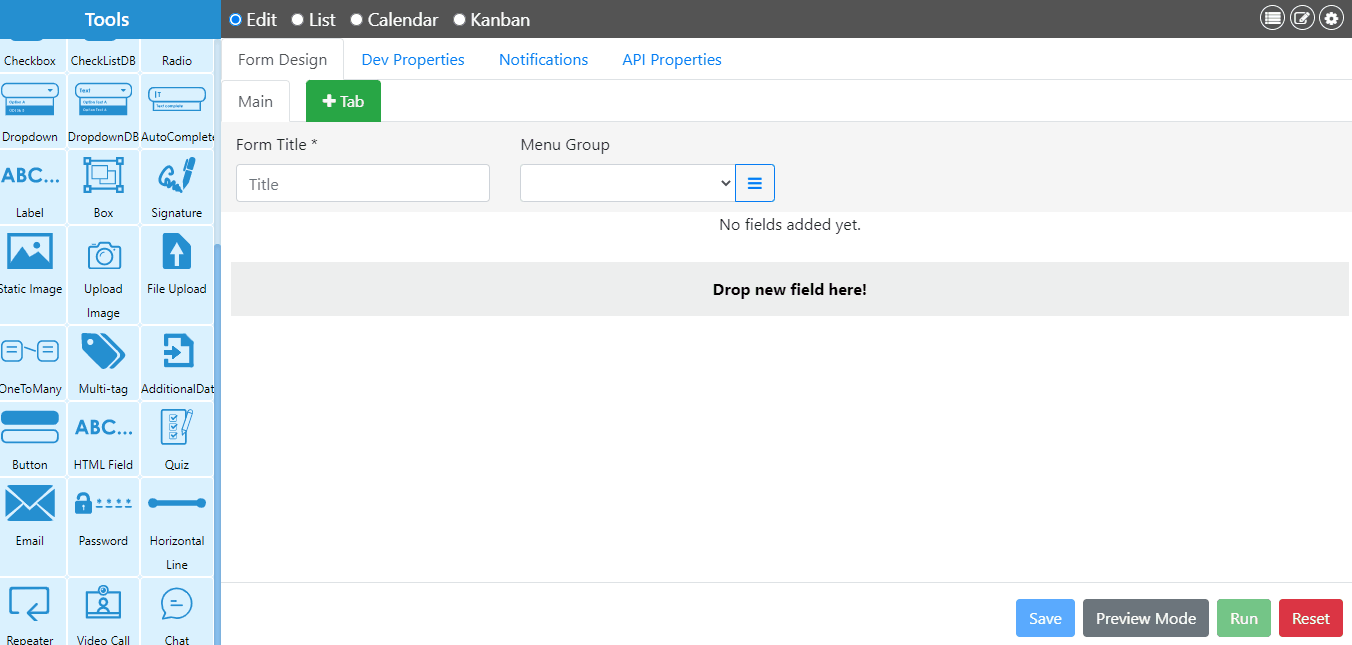 Tools
Edit List Calendar Kanban
Form Design Dev Properties Notifications API Properties
Main Tab
Form Title * Menu Group
Title
No fields added yet.
Drop new field here!
Checkbox CheckListDB Radio
Text
Option A
IT
Text complete
Dropdown DropdownDB AutoComplete
ABC...
Label Box Signature
Static Image Upload Image File Upload
OneToMany Multi-tag AdditionalDat
ABC...
Button HTML Field Quiz
* * * *
Email Password Horizontal Line
Repeater Video Call Chat
Save Preview Mode Run Reset